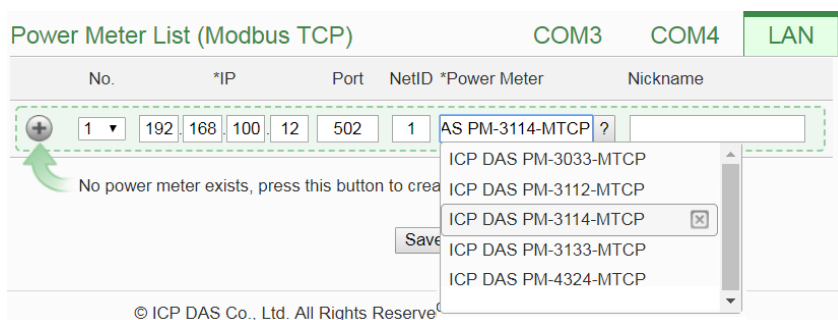 Power Meter List (Modbus TCP) COM3 COM4 LAN
No. *IP Port NetID *Power Meter Nickname
1 192 . 168 . 100 . 12 502 1 AS PM-3114-MTCP ?
ICP DAS PM-3033-MTCP
No power meter exists, press this button to crea
ICP DAS PM-3112-MTCP
ICP DAS PM-3114-MTCP
Save
ICP DAS PM-3133-MTCP
ICP DAS PM-4324-MTCP
© ICP DAS Co., Ltd. All Rights Reserve